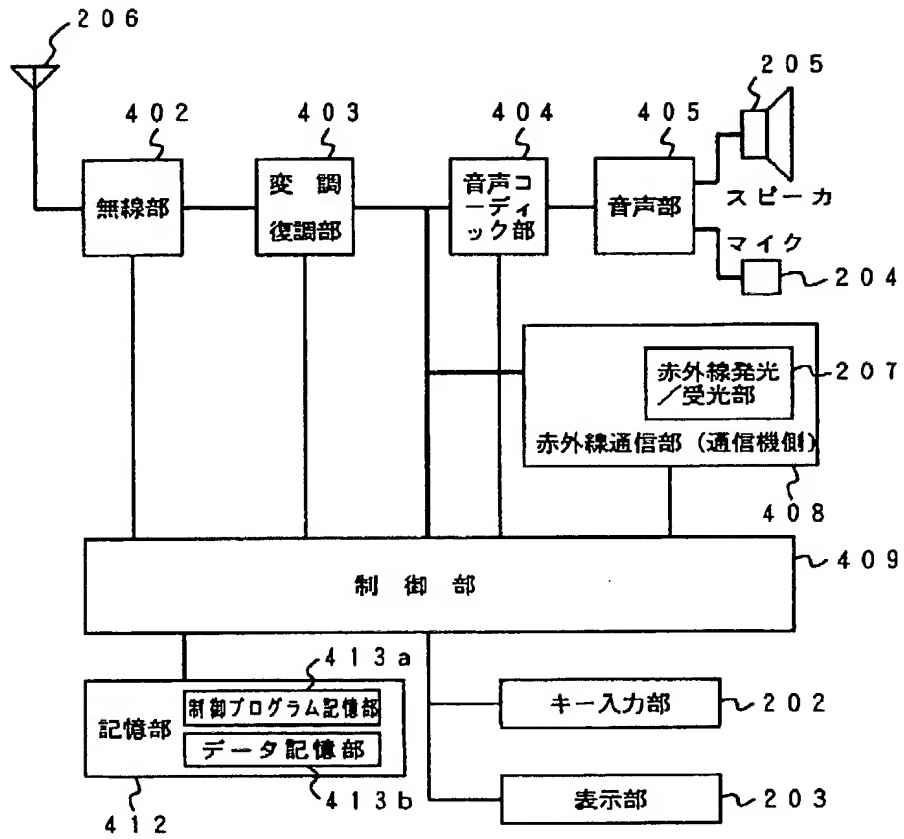 206
205
402
403
404
405
無線部
変調
復調部
音声コ
ーディ
ック部
音声部
スピーカ
マイク
204
赤外線発光
/受光部
207
赤外線通信部(通信機側)
408
制御部
409
413a
記憶部
制御プログラム記憶部
データ記憶部
413b
412
キー入力部
202
表示部
203